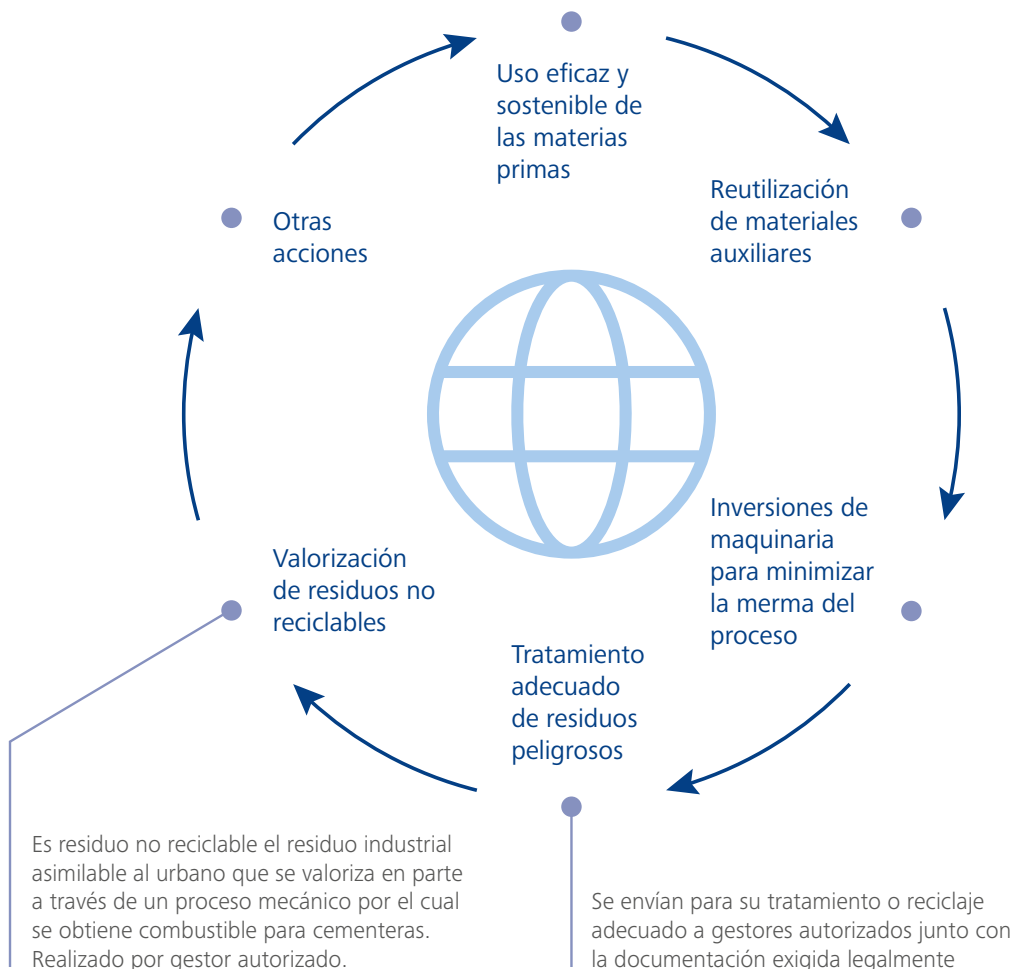 Uso eficaz y
sostenible de
las materias
primas
Reutilización
de materiales
auxiliares
Inversiones de
maquinaria
para minimizar
la merma del
proceso
Tratamiento
adecuado
de residuos
peligrosos
Valorización
de residuos no
reciclables
Otras
acciones
Es residuo no reciclable el residuo industrial
asimilable al urbano que se valoriza en parte
a través de un proceso mecánico por el cual
se obtiene combustible para cementeras.
Realizado por gestor autorizado.
Se envían para su tratamiento o reciclaje
adecuado a gestores autorizados junto con
la documentación exigida legalmente